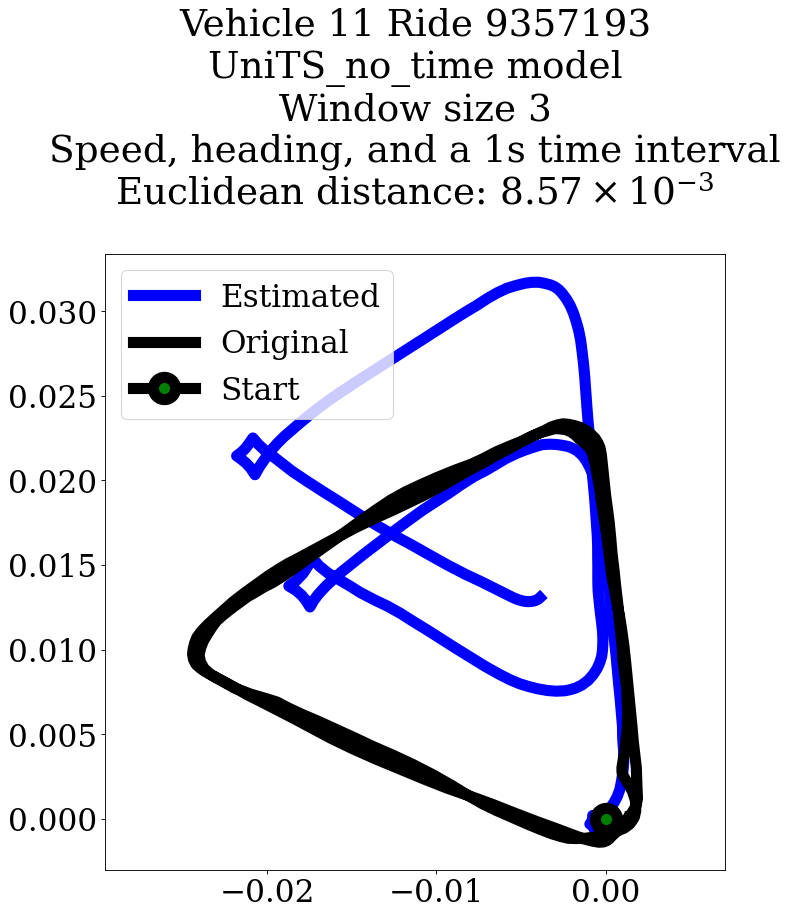 Vehicle 11 Ride 9357193
UniTS_no_time model
Window size 3
Speed, heading, and a 1s time interval
Euclidean distance: 8.57 × 10⁻³
Estimated
Original
Start
0.030
0.025
0.020
0.015
0.010
0.005
0.000
−0.02
−0.01
0.00